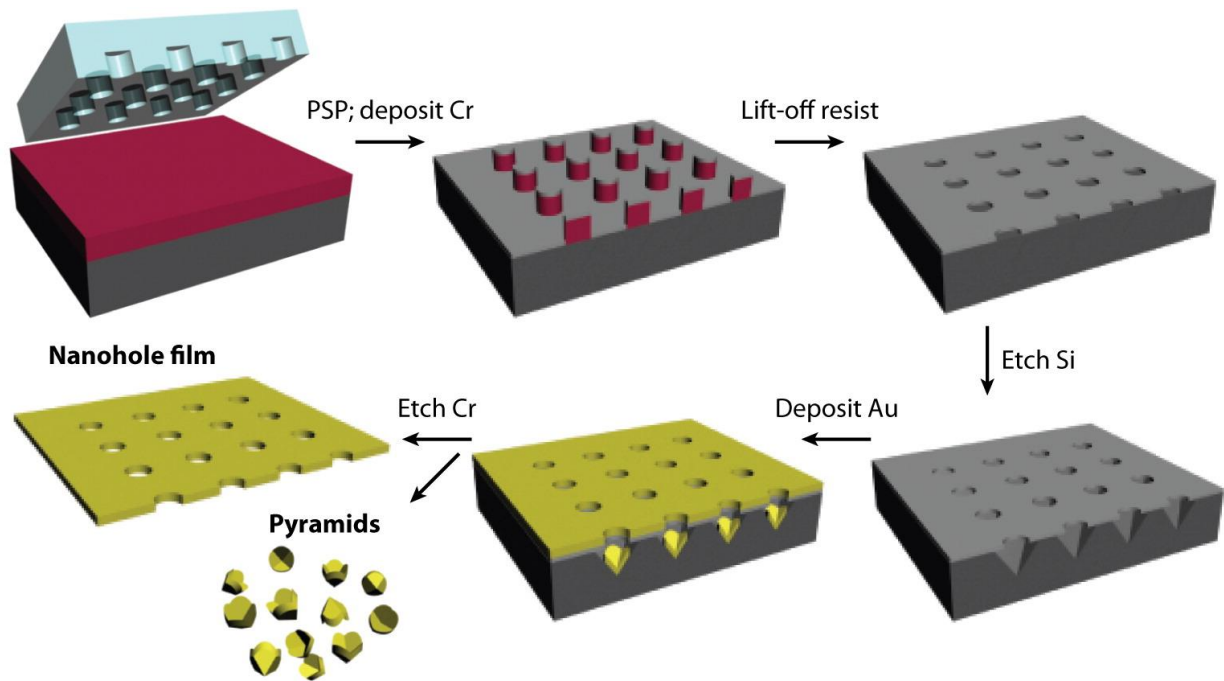 PSP; deposit Cr
Lift-off resist
Etch Si
Deposit Au
Etch Cr
Nanohole film
Pyramids